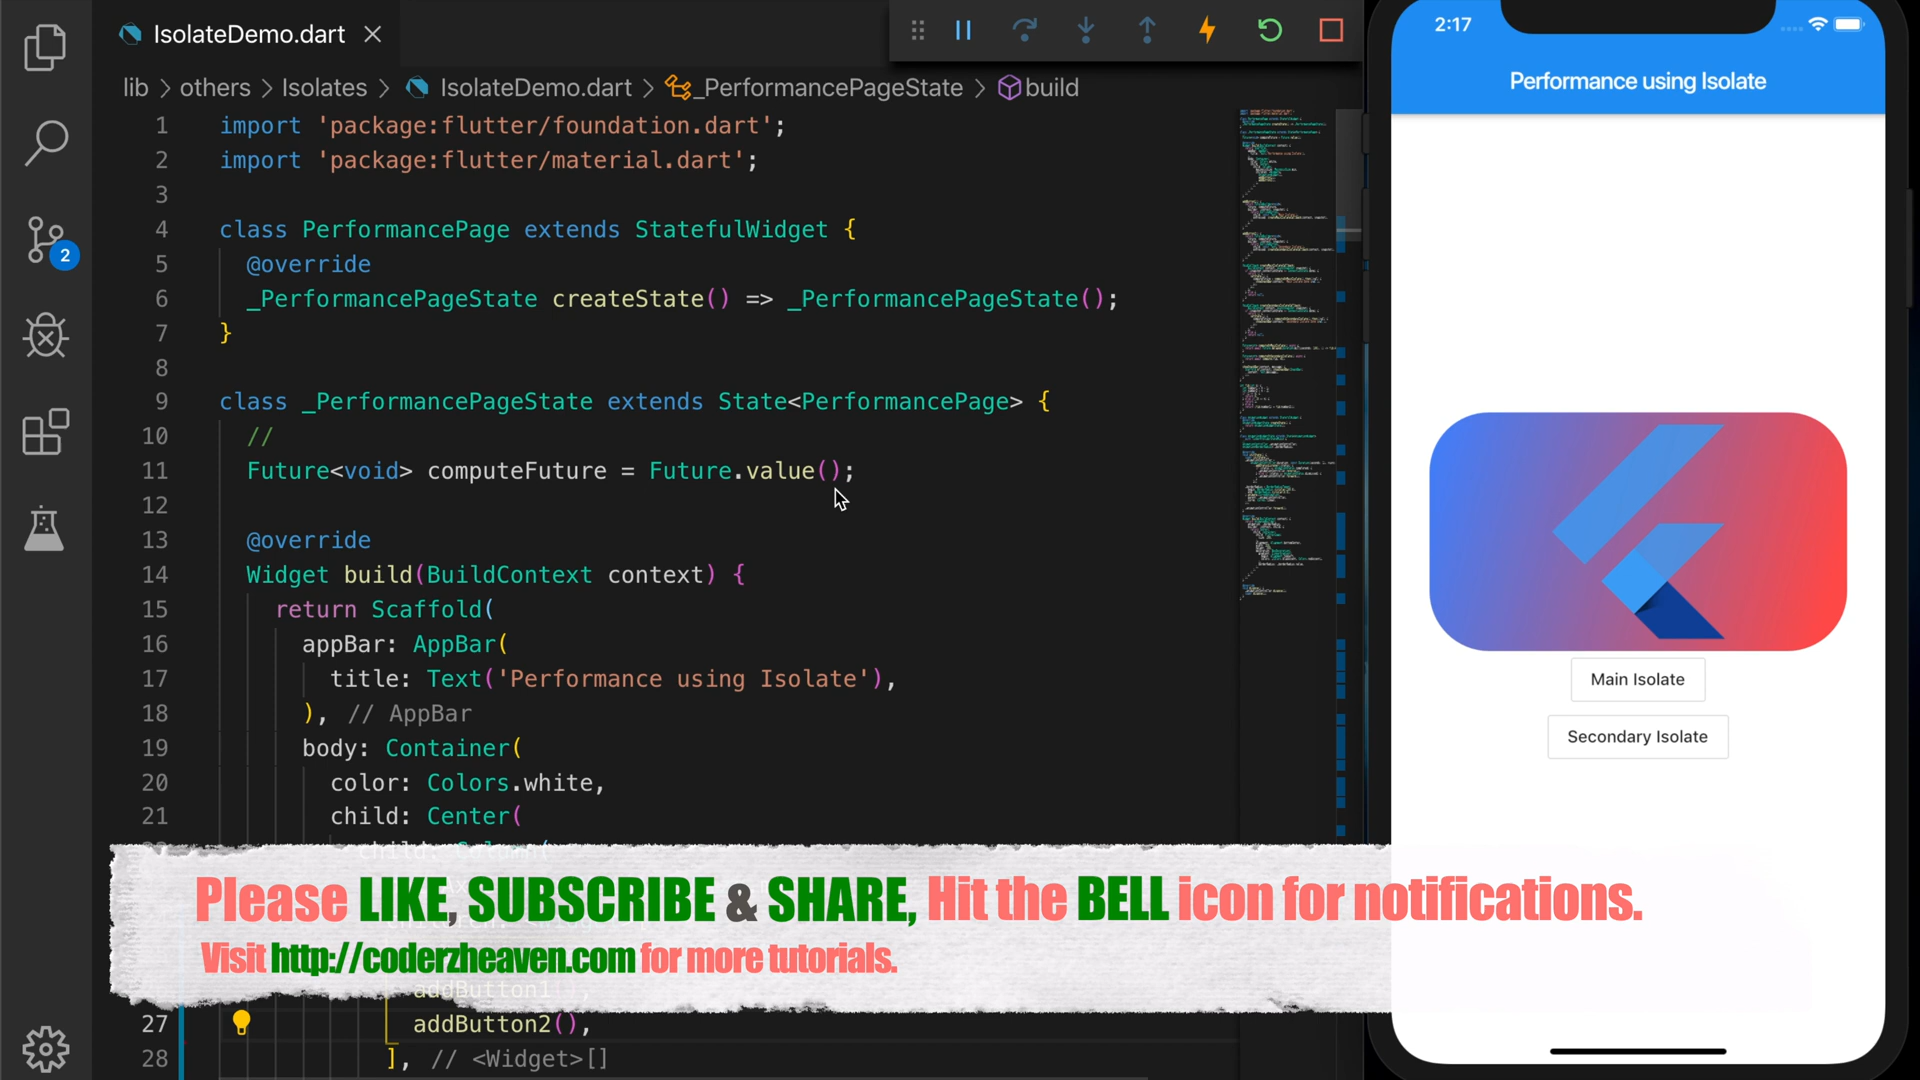 IsolateDemo.dart
lib > others > Isolates > IsolateDemo.dart > _PerformancePageState > build
2
1 import 'package:flutter/foundation.dart';
2 import 'package:flutter/material.dart';
3
4 class PerformancePage extends StatefulWidget {
5 @override
6 _PerformancePageState createState() => _PerformancePageState();
7 }
8
9 class _PerformancePageState extends State<PerformancePage> {
10 //
11 Future<void> computeFuture = Future.value();
12
13 @override
14 Widget build(BuildContext context) {
15 return Scaffold(
16 appBar: AppBar(
17 title: Text('Performance using Isolate'),
18 ), // AppBar
19 body: Container(
20 color: Colors.white,
21 child: Center(
Please LIKE, SUBSCRIBE & SHARE, Hit the BELL icon for notifications.
Visit http://coderzheaven.com for more tutorials.
addButton1(),
27 addButton2(),
28 ], // <Widget>[]
2:17
Performance using Isolate
Main Isolate
Secondary Isolate